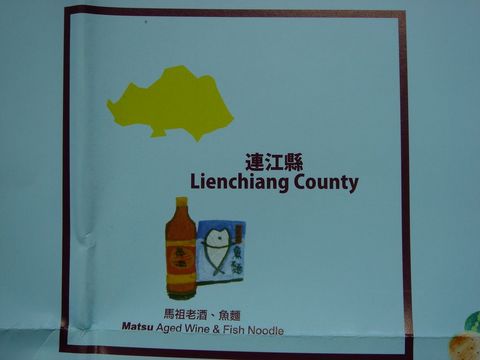 連江縣
Lienchiang County
馬祖老酒、魚麵
Matsu Aged Wine & Fish Noodle